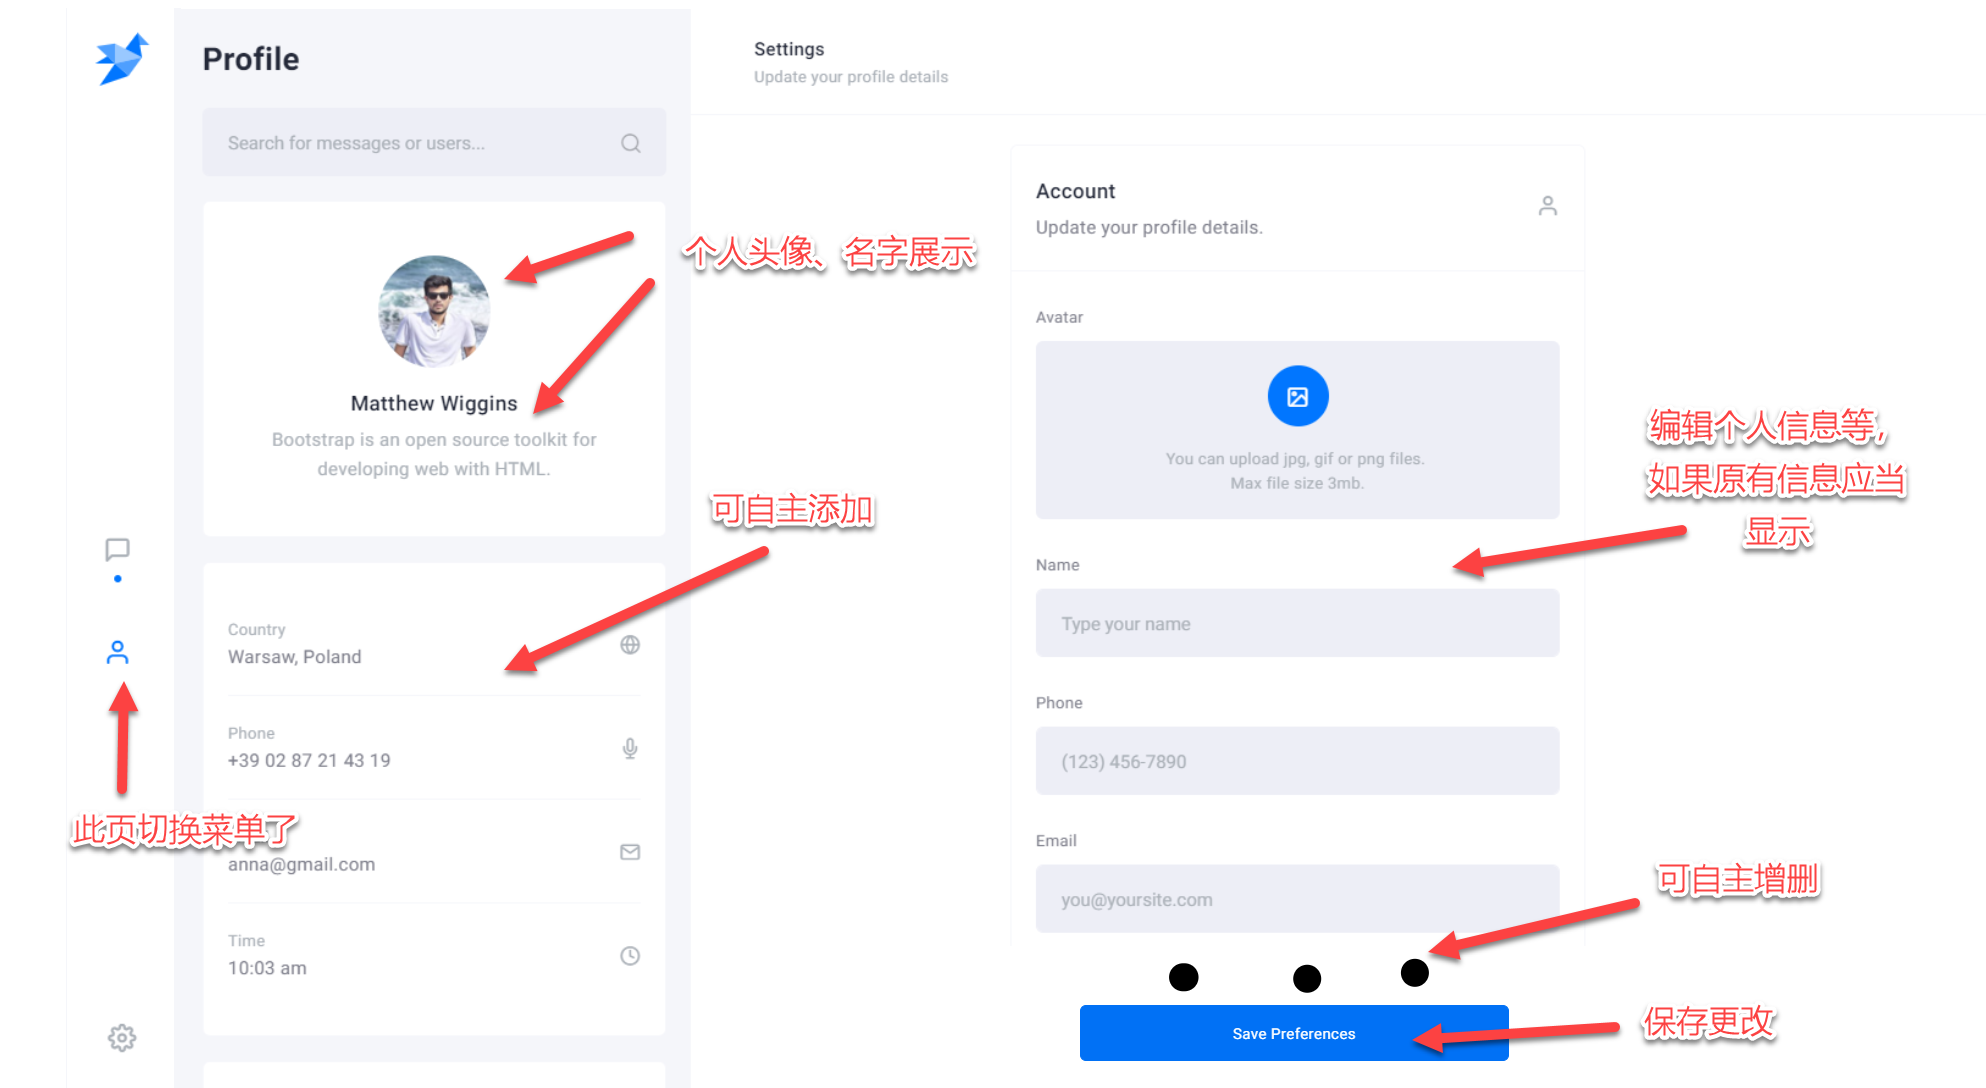 Profile
Search for messages or users...
个人头像、名字展示
Matthew Wiggins
Bootstrap is an open source toolkit for
developing web with HTML.
可自主添加
Country
Warsaw, Poland
Phone
+39 02 87 21 43 19
此页切换菜单了
anna@gmail.com
Time
10:03 am
Settings
Update your profile details
Account
Update your profile details.
Avatar
You can upload jpg, gif or png files.
Max file size 3mb.
编辑个人信息等，
如果原有信息应当
显示
Name
Type your name
Phone
(123) 456-7890
Email
you@yoursite.com
可自主增删
Save Preferences
保存更改